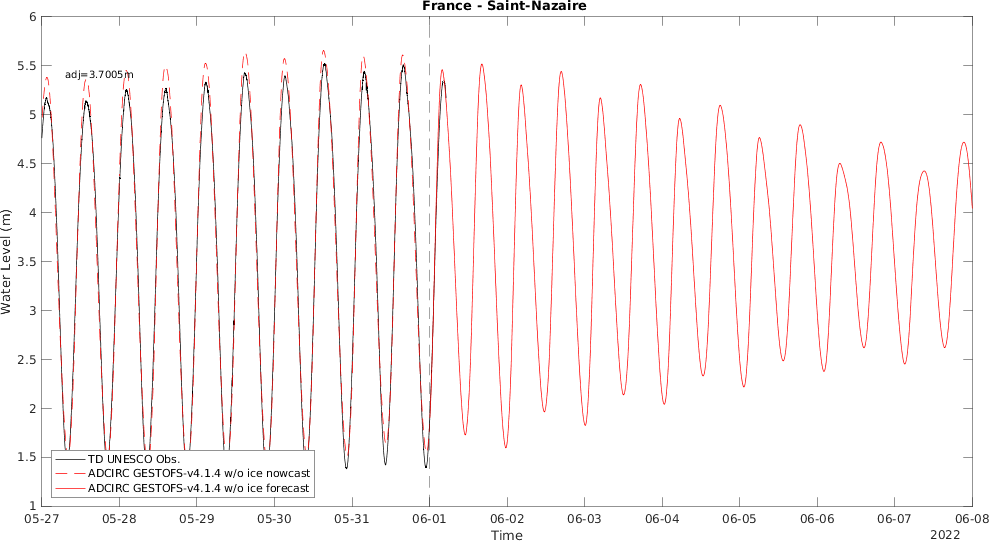 France - Saint-Nazaire
6
5.5
5
4.5
4
3.5
3
2.5
2
1.5
1
Water Level (m)
adj=3.7005m
TD UNESCO Obs.
ADCIRC GESTOFS-v4.1.4 w/o ice nowcast
ADCIRC GESTOFS-v4.1.4 w/o ice forecast
05-27 05-28 05-29 05-30 05-31 06-01 06-02 06-03 06-04 06-05 06-06 06-07 06-08
Time
2022